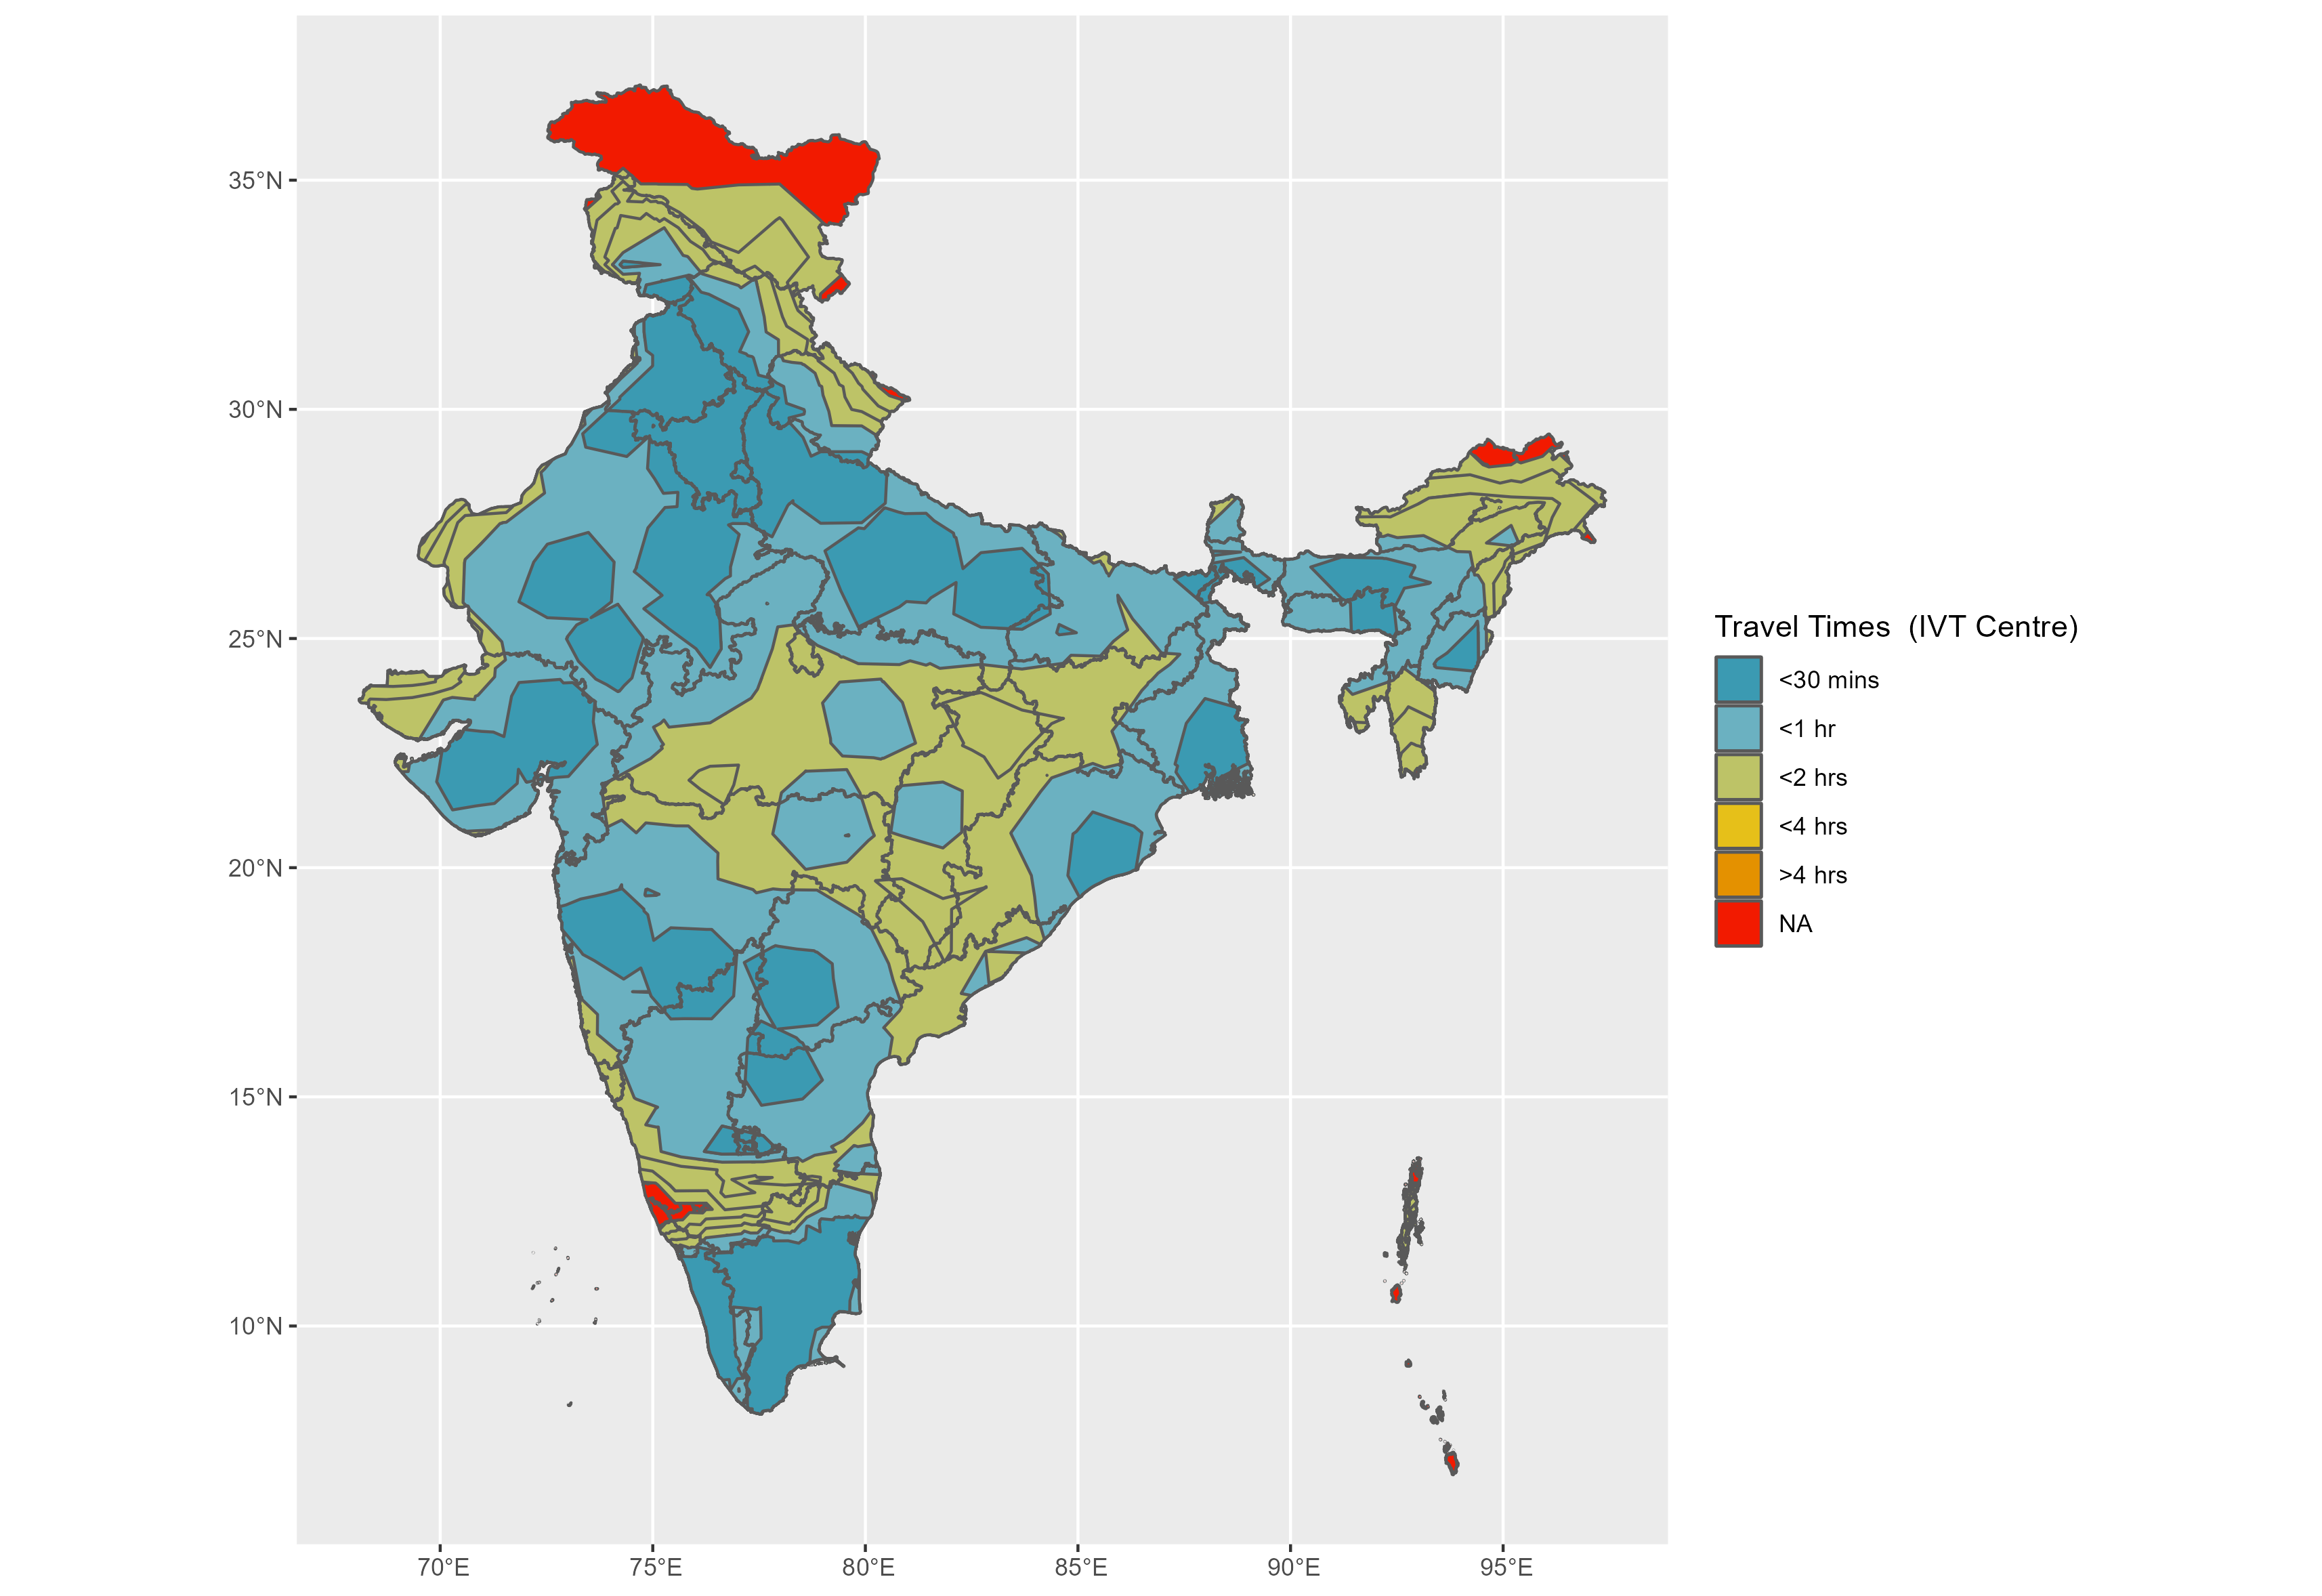 35°N
30°N
25°N
20°N
15°N
10°N
70°E
75°E
80°E
85°E
90°E
95°E
Travel Times  (IVT Centre)
<30 mins
<1 hr
<2 hrs
<4 hrs
>4 hrs
NA